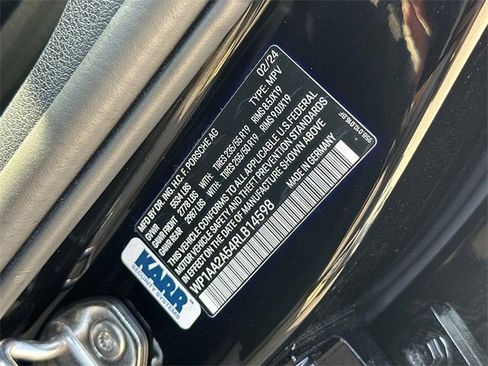 MFD BY DR. ING. H.C. F. PORSCHE AG 02/24
GVWR 5534 LBS TYPE: MPV
GAWR FRONT 2778 LBS WITH TIRES 235/55 R19 RIMS 8.5JX19
GAWR REAR 2987 LBS WITH TIRES 255/50 R19 RIMS 9.0JX19
THIS VEHICLE CONFORMS TO ALL APPLICABLE U.S. FEDERAL
MOTOR VEHICLE SAFETY AND THEFT PREVENTION STANDARDS
IN EFFECT ON THE DATE OF MANUFACTURE SHOWN ABOVE
WP1AA2A54RLB14598 MADE IN GERMANY
KARR
SECURITY SYSTEMS